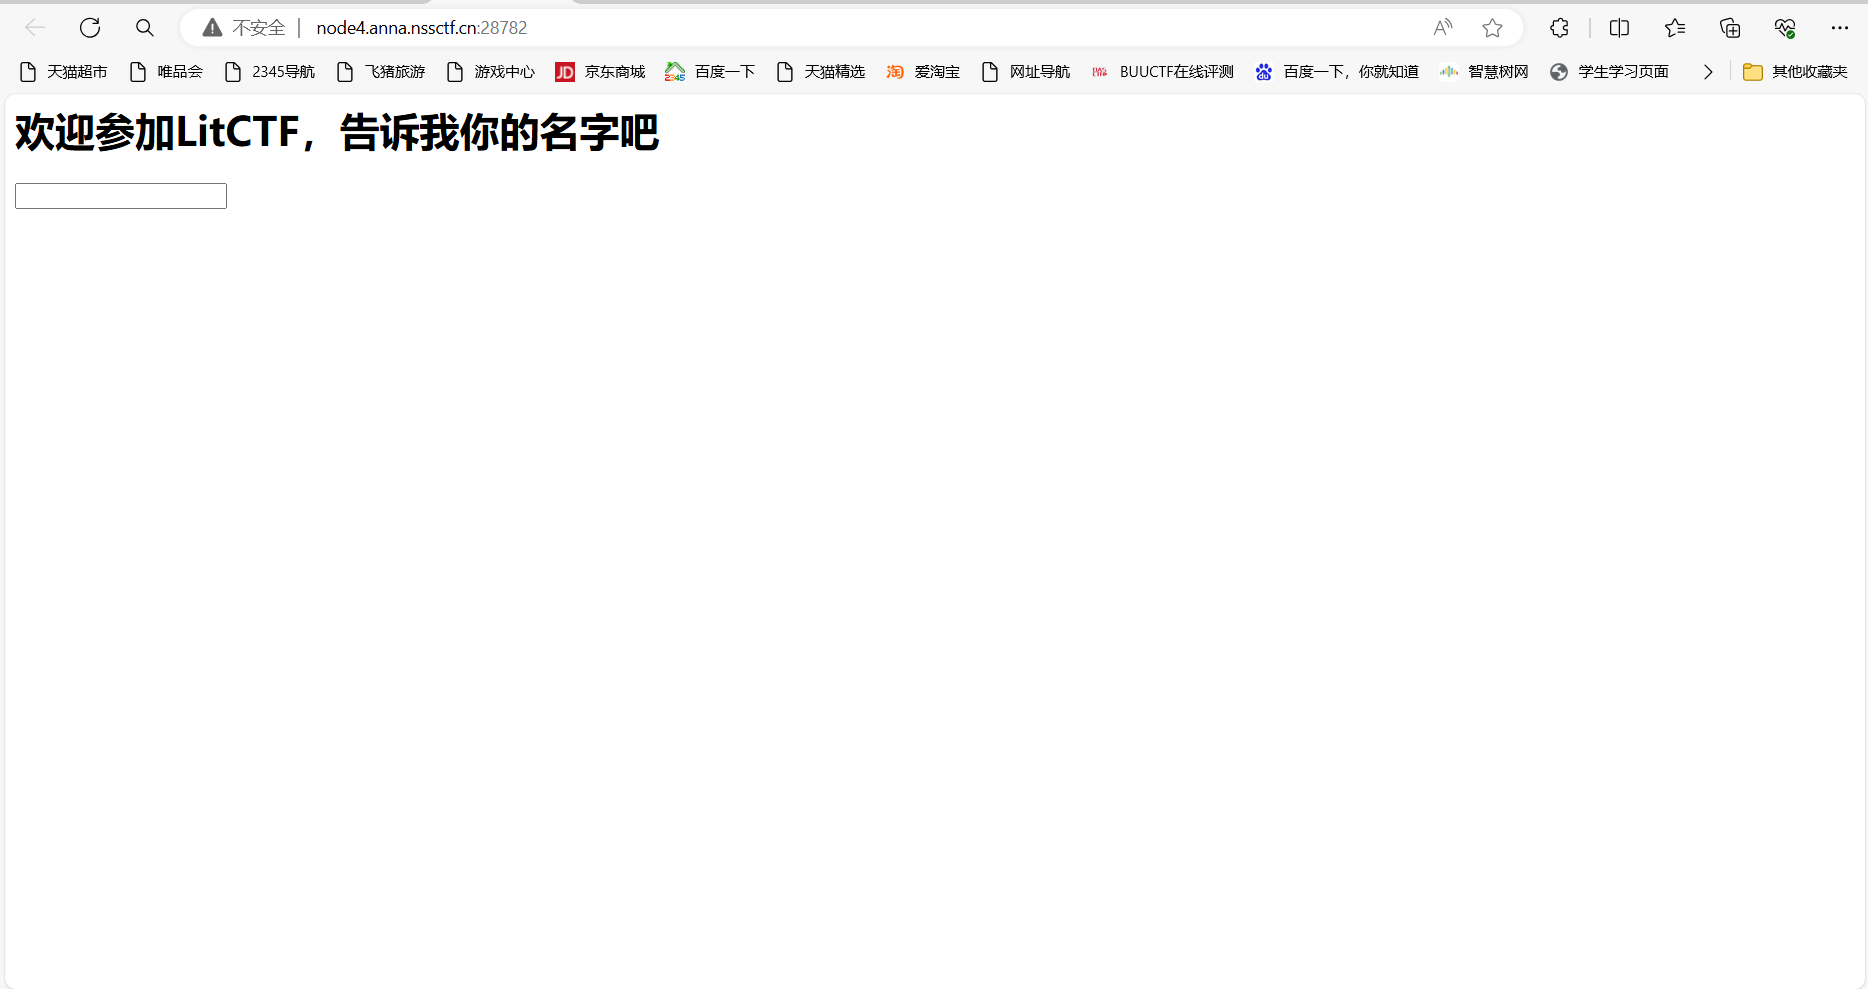 不安全 | node4.anna.nssctf.cn:28782
天猫超市 唯品会 2345导航 飞猪旅游 游戏中心 JD 京东商城 2345 百度一下 天猫精选 淘 爱淘宝 网址导航 BUUCTF在线评测 du 百度一下，你就知道 智慧树网 学生学习页面 其他收藏夹
欢迎参加LitCTF，告诉我你的名字吧